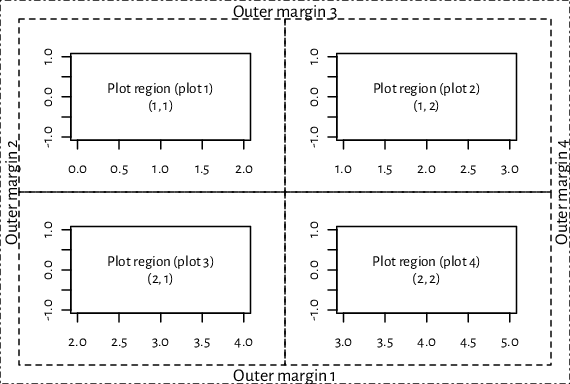 Outer margin 3
Outer margin 2
Outer margin 4
1.0
0.0
-1.0
Plot region (plot 1)
(1, 1)
0.0 0.5 1.0 1.5 2.0
1.0
0.0
-1.0
Plot region (plot 2)
(1, 2)
1.0 1.5 2.0 2.5 3.0
1.0
0.0
-1.0
Plot region (plot 3)
(2, 1)
2.0 2.5 3.0 3.5 4.0
1.0
0.0
-1.0
Plot region (plot 4)
(2, 2)
3.0 3.5 4.0 4.5 5.0
Outer margin 1